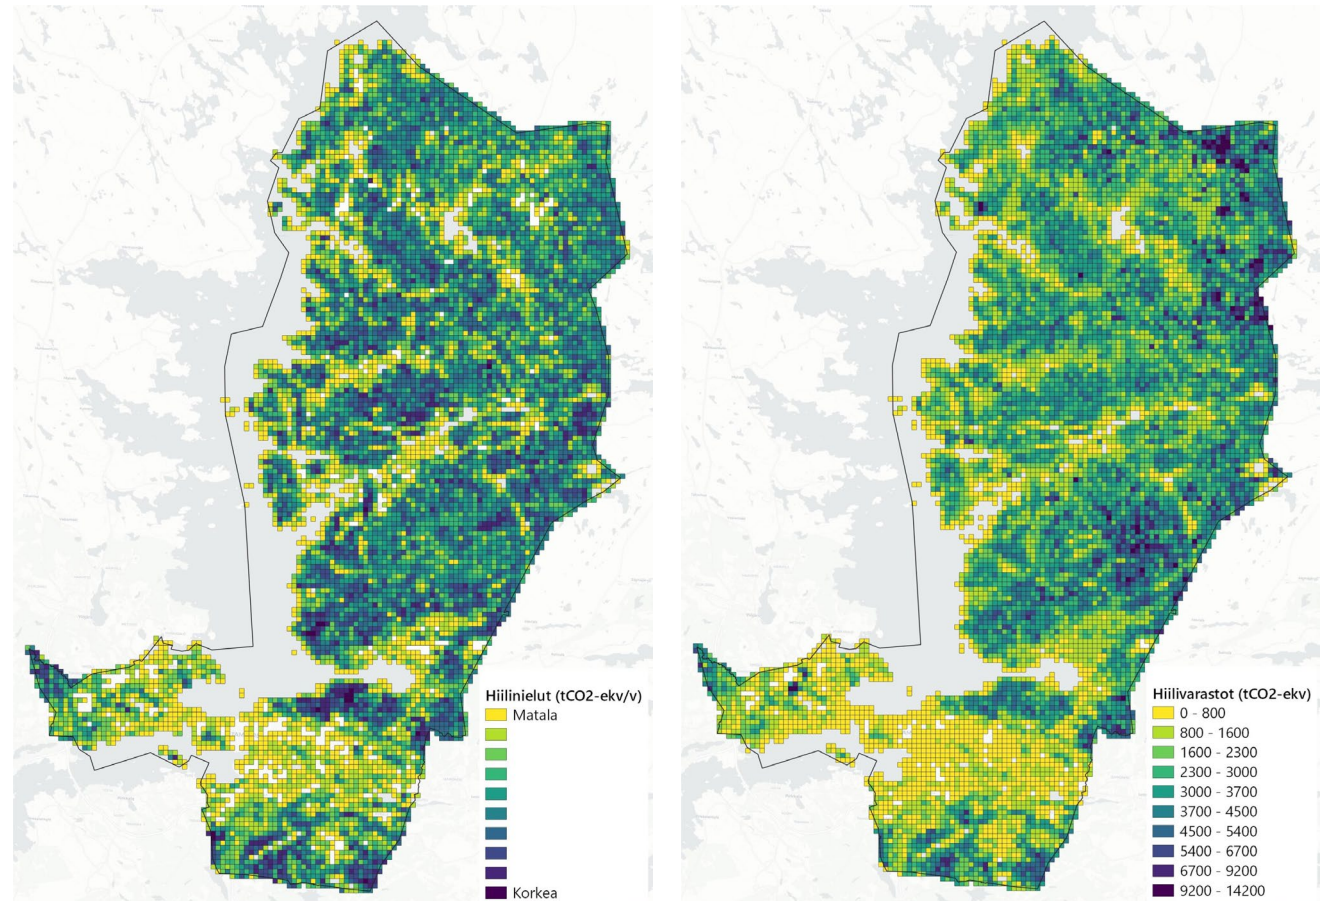 Hiilinielut (tCO2-ekv/v)
Matala
Korkea
Hiilivarastot (tCO2-ekv)
0 - 800
800 - 1600
1600 - 2300
2300 - 3000
3000 - 3700
3700 - 4500
4500 - 5400
5400 - 6700
6700 - 9200
9200 - 14200